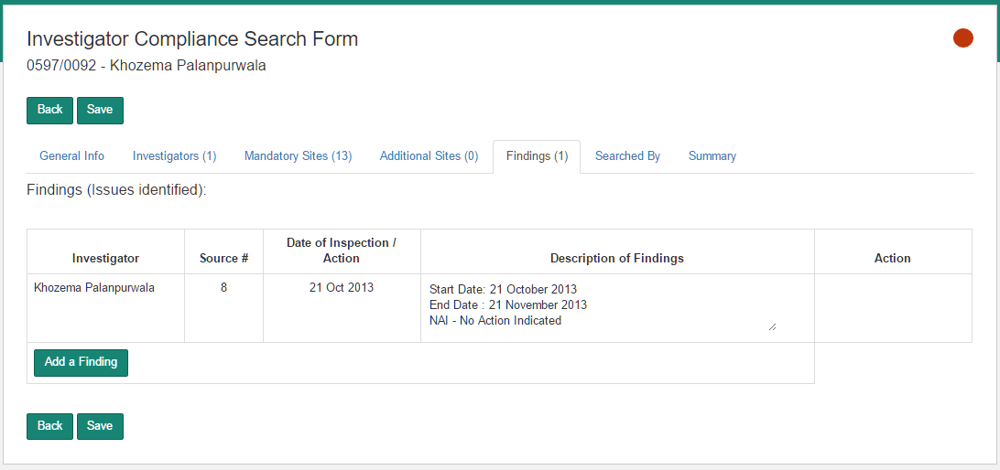 Investigator Compliance Search Form
0597/0092 - Khozema Palanpurwala
Back Save
General Info Investigators (1) Mandatory Sites (13) Additional Sites (0) Findings (1) Searched By Summary
Findings (Issues identified):
Investigator Source # Date of Inspection / Action Description of Findings Action
Khozema Palanpurwala 8 21 Oct 2013 Start Date: 21 October 2013
End Date : 21 November 2013
NAI - No Action Indicated
Add a Finding
Back Save